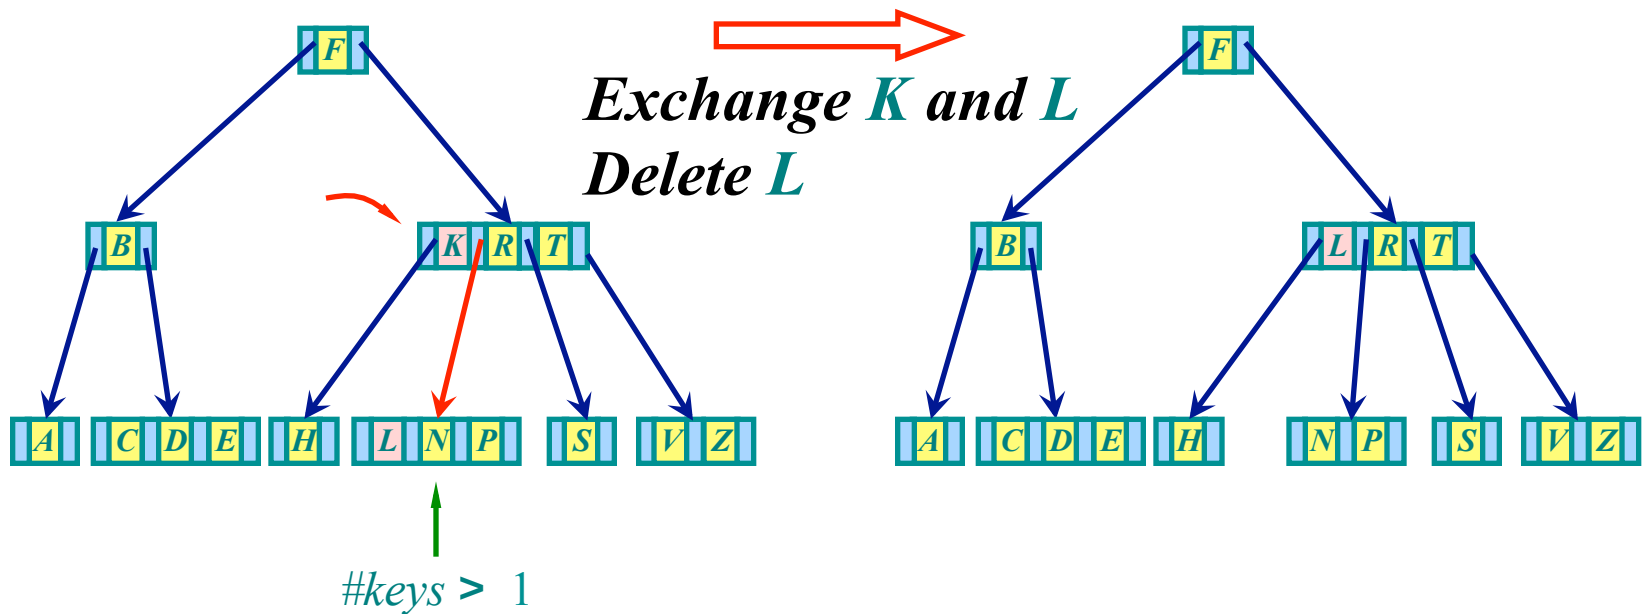 F
F
Exchange K and L
Delete L
B
K R T
B
L R T
A
C D E
H
L N P
S
V Z
A
C D E
H
N P
S
V Z
#keys > 1